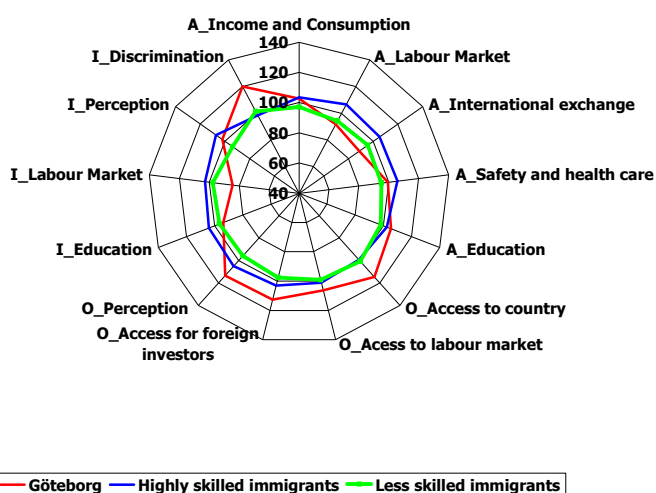 A_Income and Consumption
140
I_Discrimination
A_Labour Market
120
I_Perception
100
A_International exchange
80
I_Labour Market
60
A_Safety and health care
40
I_Education
A_Education
O_Perception
O_Access to country
O_Access for foreign
investors
O_Acess to labour market
Göteborg
Highly skilled immigrants
Less skilled immigrants